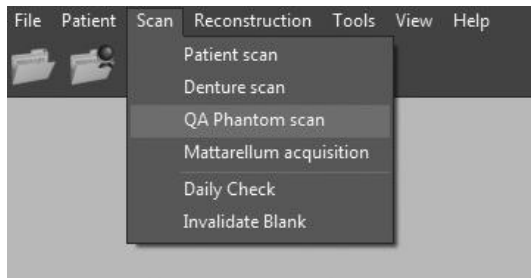 File Patient Scan Reconstruction Tools View Help
Patient scan
Denture scan
QA Phantom scan
Mattarellum acquisition
Daily Check
Invalidate Blank